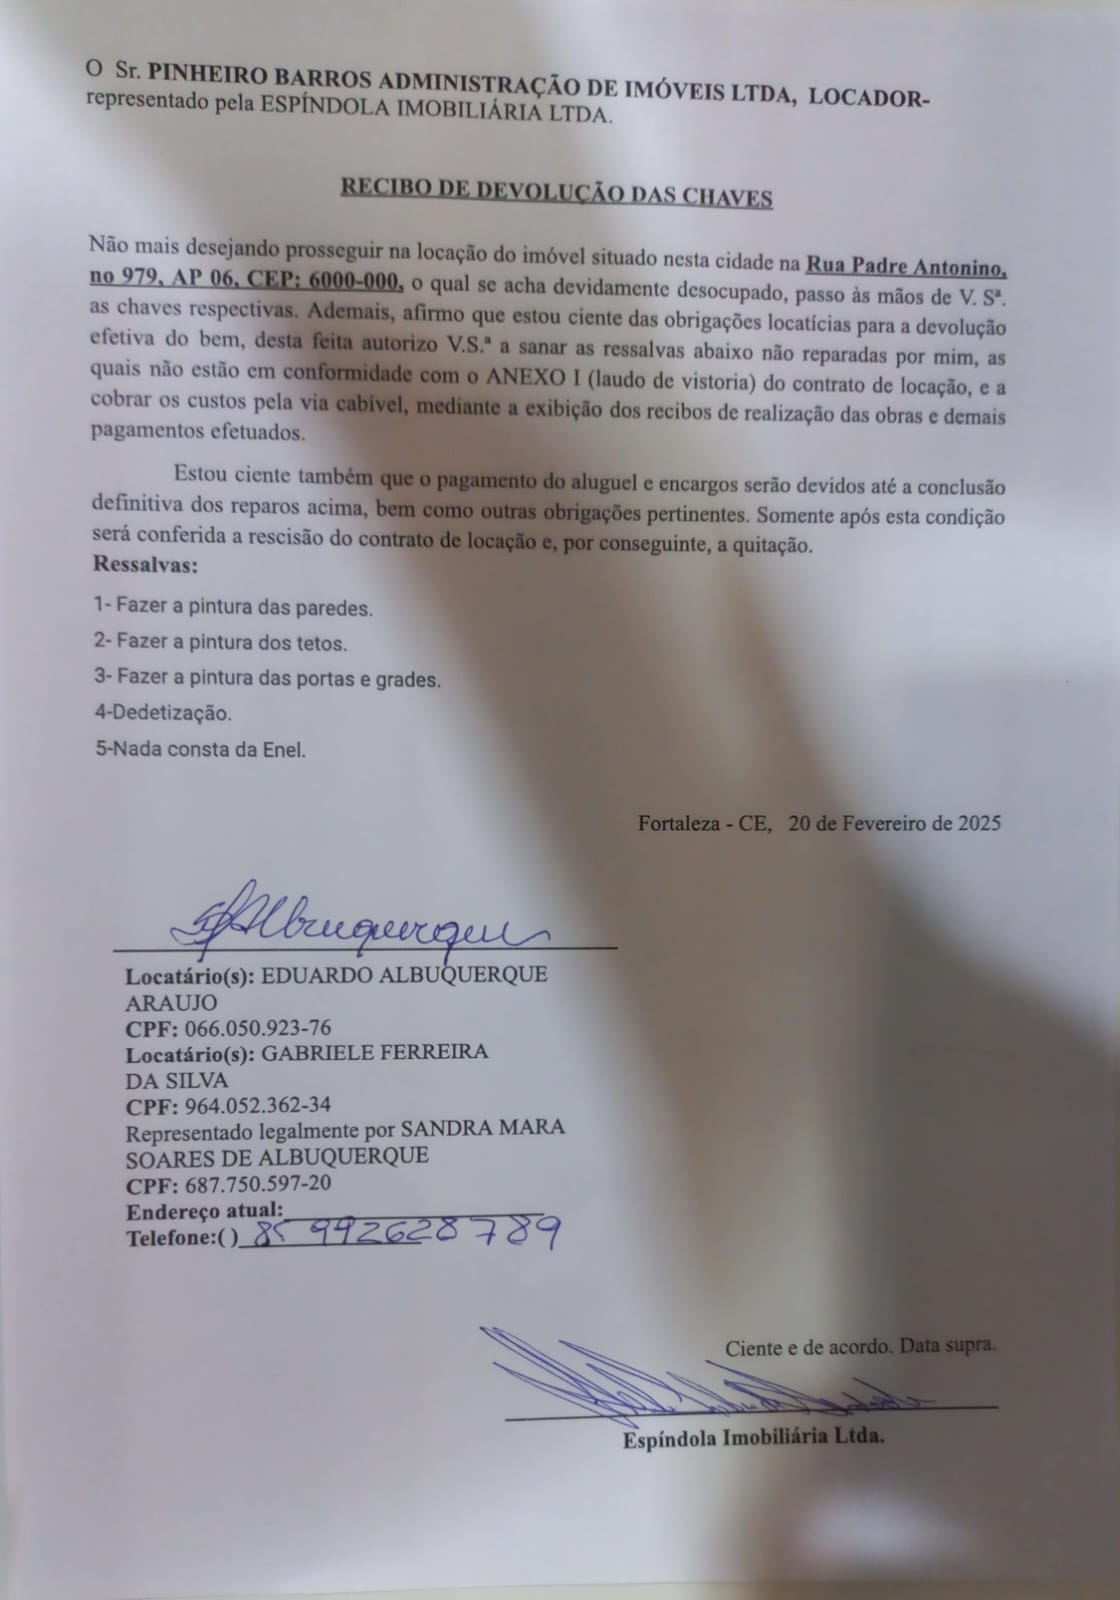 O Sr. PINHEIRO BARROS ADMINISTRAÇÃO DE IMÓVEIS LTDA, LOCADOR-
representado pela ESPÍNDOLA IMOBILIÁRIA LTDA.
RECIBO DE DEVOLUÇÃO DAS CHAVES
Não mais desejando prosseguir na locação do imóvel situado nesta cidade na Rua Padre Antonino,
no 979, AP 06, CEP: 6000-000, o qual se acha devidamente desocupado, passo às mãos de V. Sª.
as chaves respectivas. Ademais, afirmo que estou ciente das obrigações locatícias para a devolução
efetiva do bem, desta feita autorizo V.S.ª a sanar as ressalvas abaixo não reparadas por mim, as
quais não estão em conformidade com o ANEXO I (laudo de vistoria) do contrato de locação, e a
cobrar os custos pela via cabível, mediante a exibição dos recibos de realização das obras e demais
pagamentos efetuados.
Estou ciente também que o pagamento do aluguel e encargos serão devidos até a conclusão
definitiva dos reparos acima, bem como outras obrigações pertinentes. Somente após esta condição
será conferida a rescisão do contrato de locação e, por conseguinte, a quitação.
Ressalvas:
1- Fazer a pintura das paredes.
2- Fazer a pintura dos tetos.
3- Fazer a pintura das portas e grades.
4-Dedetização.
5-Nada consta da Enel.
Fortaleza - CE, 20 de Fevereiro de 2025
Albuquerque
Locatário(s): EDUARDO ALBUQUERQUE
ARAUJO
CPF: 066.050.923-76
Locatário(s): GABRIELE FERREIRA
DA SILVA
CPF: 964.052.362-34
Representado legalmente por SANDRA MARA
SOARES DE ALBUQUERQUE
CPF: 687.750.597-20
Endereço atual:
Telefone:( ) 85 992628789
Ciente e de acordo. Data supra.
Espíndola Imobiliária Ltda.